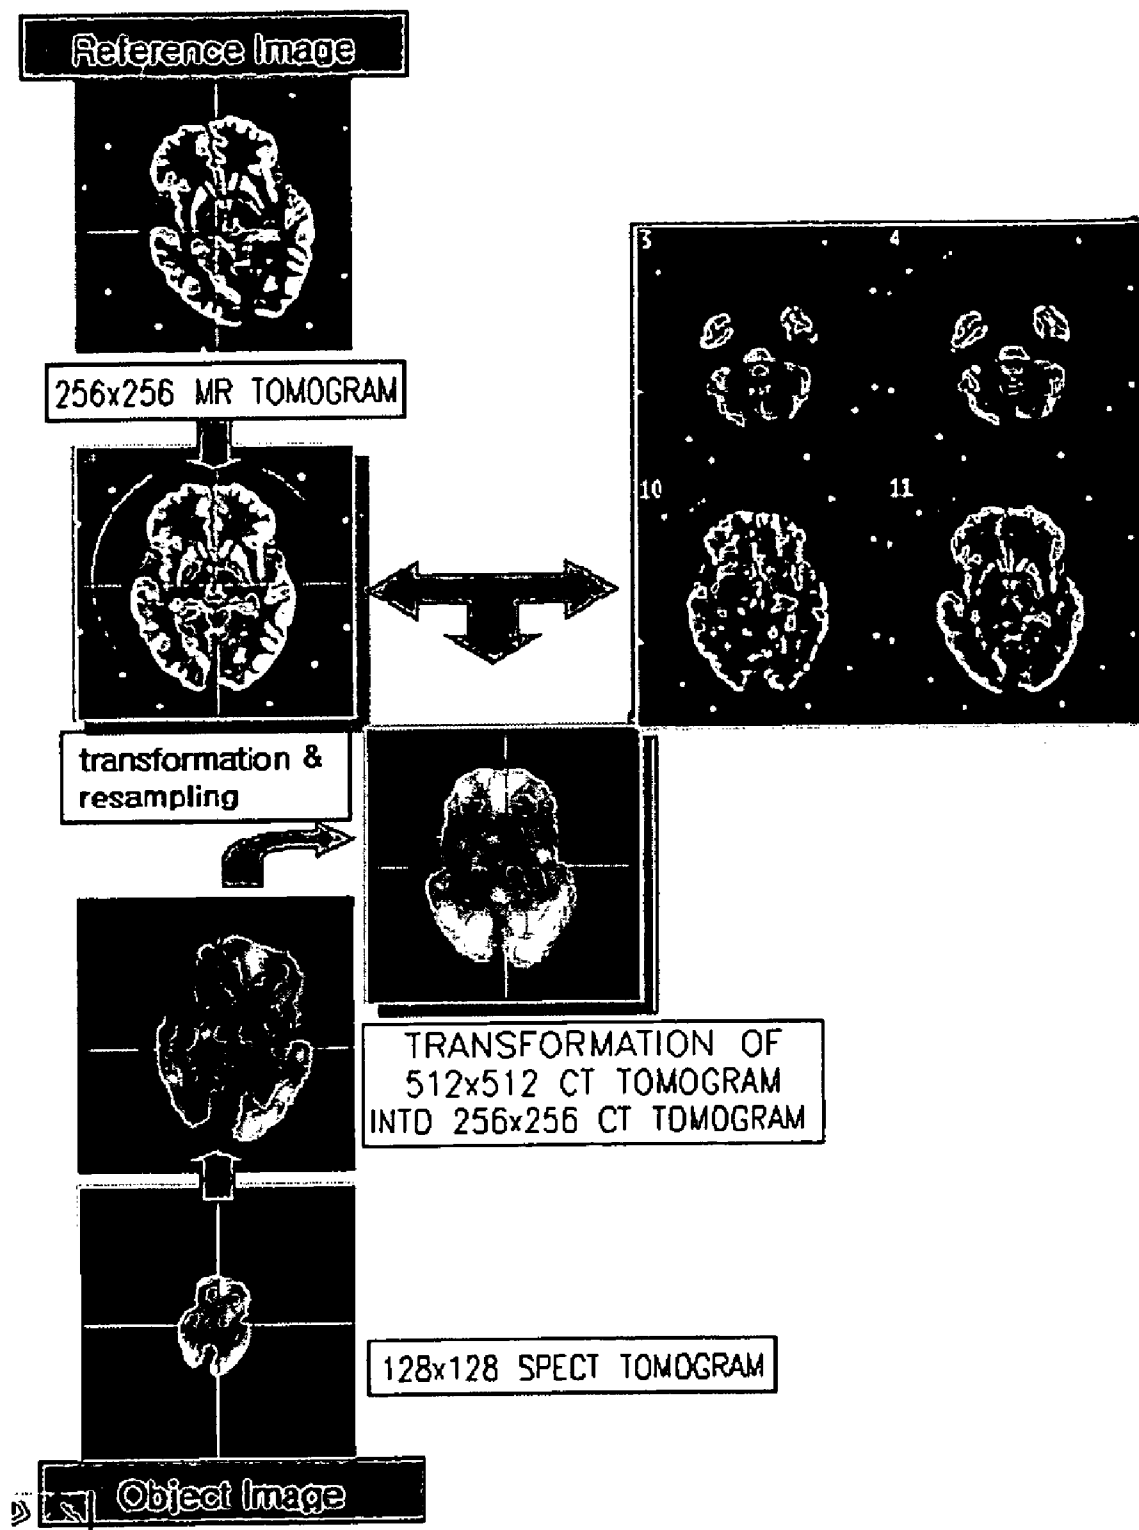 Reference Image
256x256 MR TOMOGRAM
3
4
10
11
transformation &
resampling
TRANSFORMATION OF
512x512 CT TOMOGRAM
INTD 256x256 CT TOMOGRAM
128x128 SPECT TOMOGRAM
Object Image